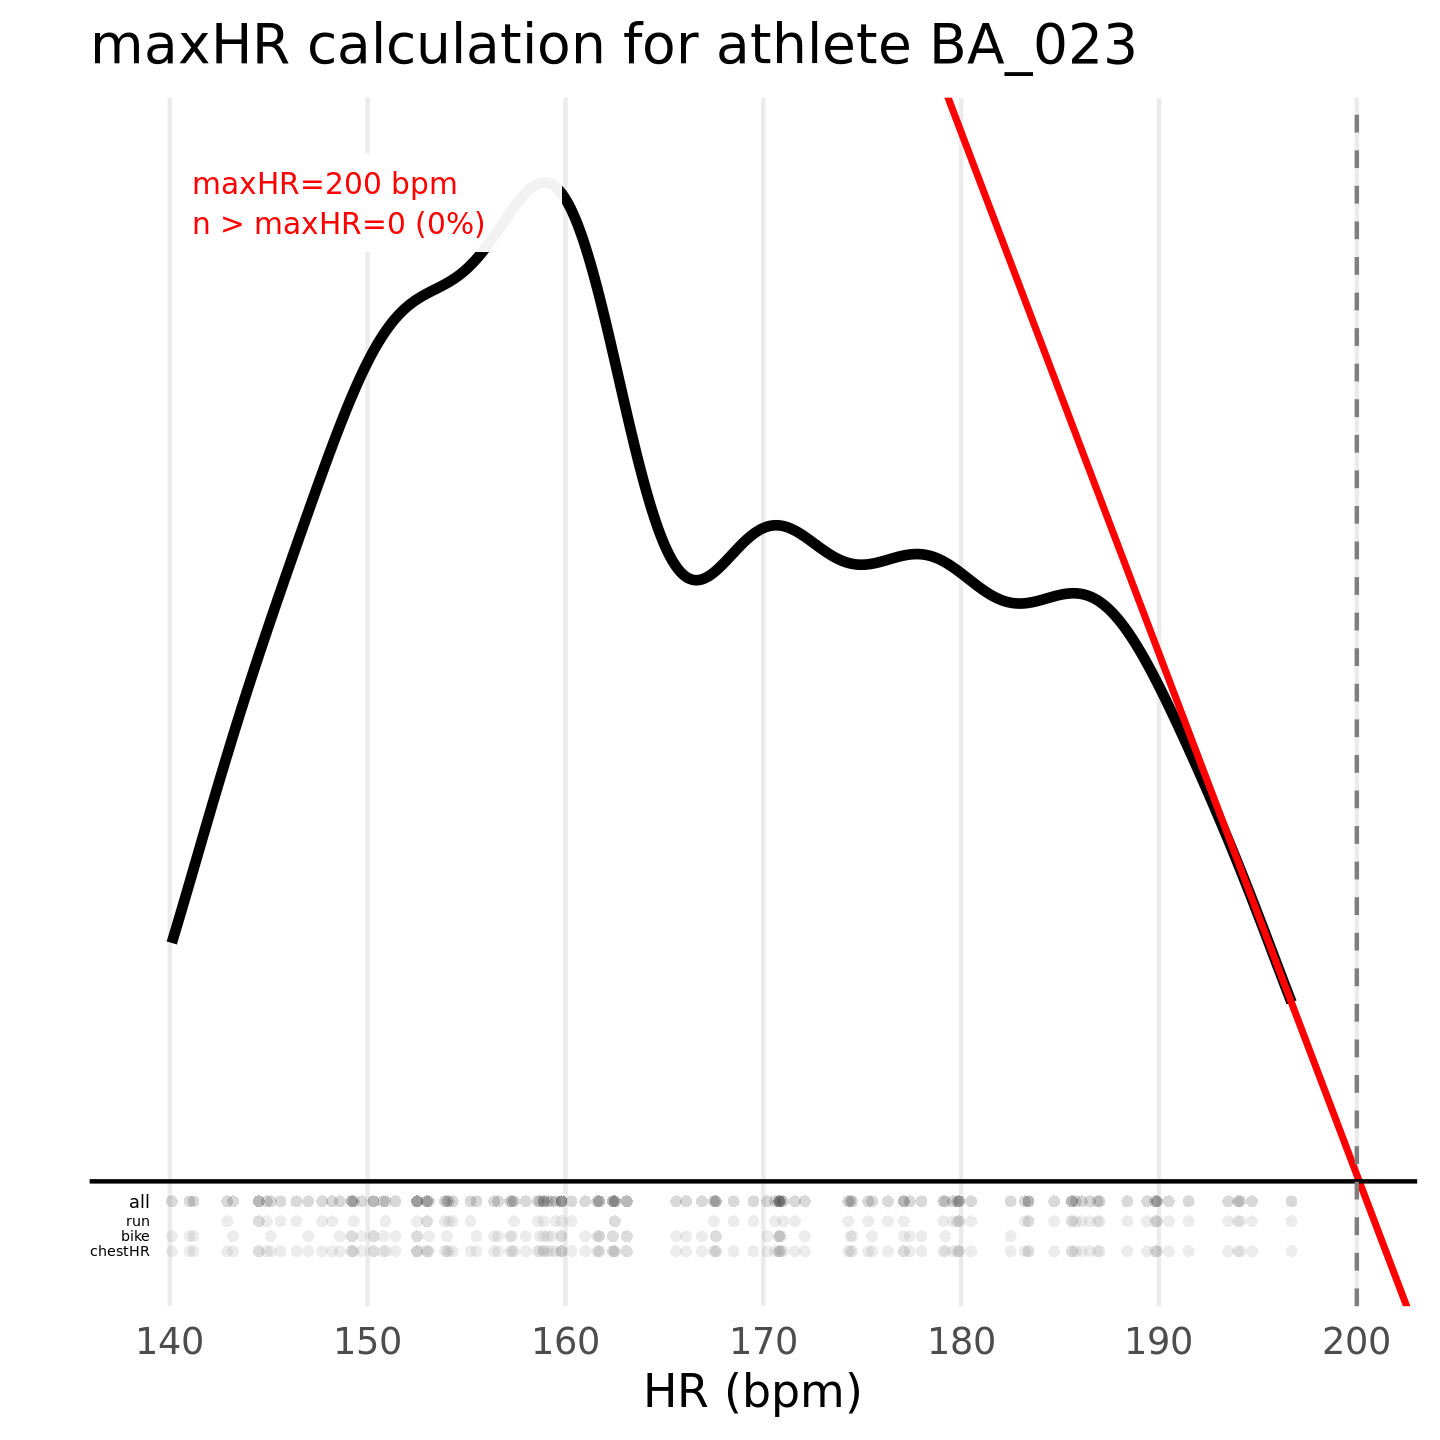 maxHR calculation for athlete BA_023
maxHR=200 bpm
n > maxHR=0 (0%)
all
run
bike
chestHR
140 150 160 170 180 190 200
HR (bpm)